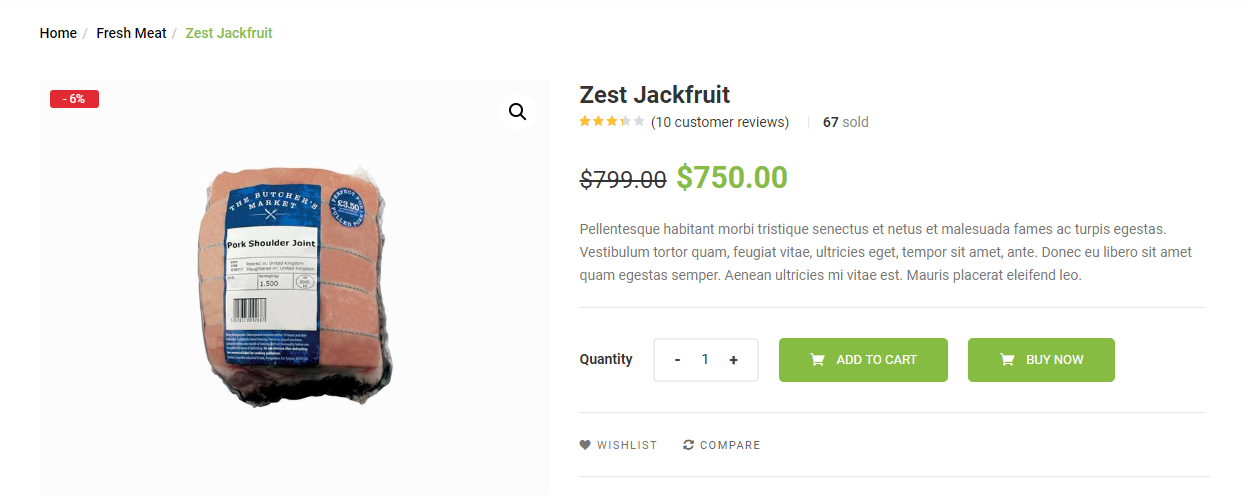 Home / Fresh Meat / Zest Jackfruit
- 6%
THE BUTCHER'S
MARKET
PERFECT FOR
£3.50
PULLED PORK
Pork Shoulder Joint
Reared in: United Kingdom
Slaughtered in: United Kingdom
1.500
Zest Jackfruit
(10 customer reviews) 67 sold
$799.00 $750.00
Pellentesque habitant morbi tristique senectus et netus et malesuada fames ac turpis egestas.
Vestibulum tortor quam, feugiat vitae, ultricies eget, tempor sit amet, ante. Donec eu libero sit amet
quam egestas semper. Aenean ultricies mi vitae est. Mauris placerat eleifend leo.
Quantity - 1 + ADD TO CART BUY NOW
WISHLIST COMPARE